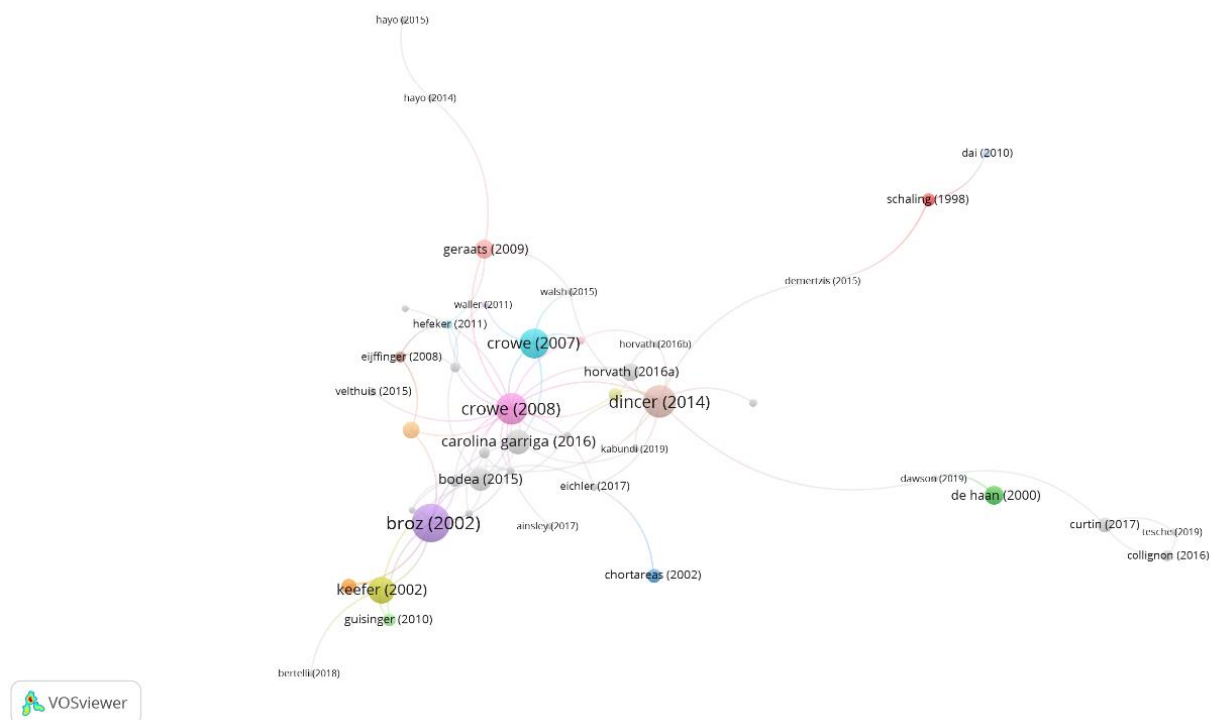 hayo (2015)
hayo (2014)
dai (2010)
schaling (1998)
geraats (2009)
demertzis (2015)
walsh (2015)
waller (2011)
hefeker (2011)
crowe (2007)
horvath (2016b)
eijffinger (2008)
horvath (2016a)
velthuis (2015)
dincer (2014)
crowe (2008)
carolina garriga (2016)
kabundi (2019)
bodea (2015)
dawson (2019)
eichler (2017)
de haan (2000)
broz (2002)
ainsley (2017)
curtin (2017)
tesche (2019)
collignon (2016)
chortareas (2002)
keefer (2002)
guisinger (2010)
bertelli (2018)
VOSviewer